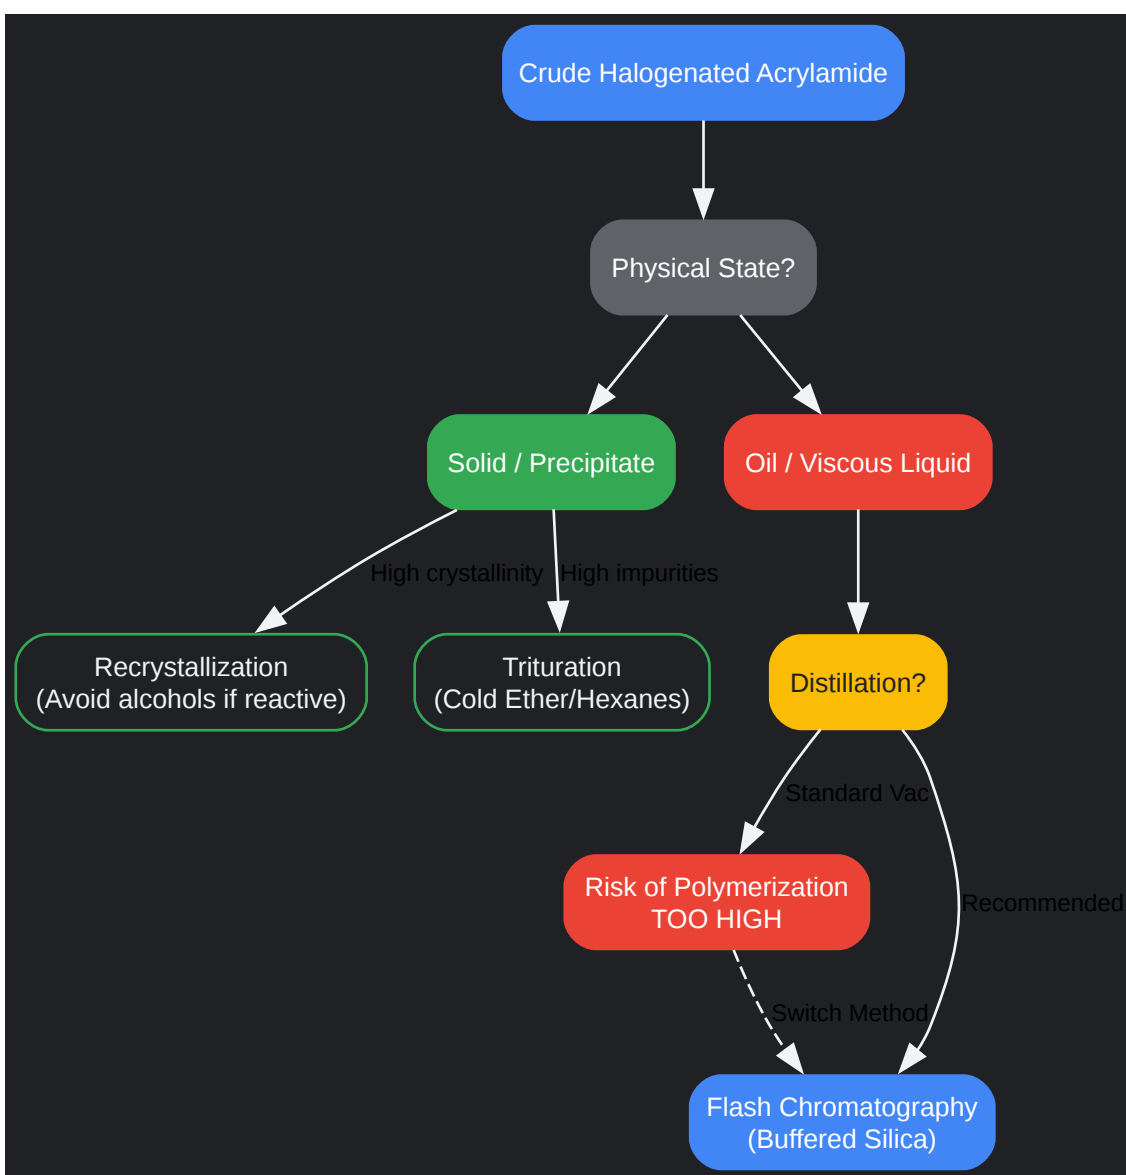 Crude Halogenated Acrylamide
Physical State?
Solid / Precipitate
Oil / Viscous Liquid
High crystallinity
High impurities
Recrystallization
(Avoid alcohols if reactive)
Trituration
(Cold Ether/Hexanes)
Distillation?
Standard Vac
Risk of Polymerization
TOO HIGH
Recommended
Switch Method
Flash Chromatography
(Buffered Silica)